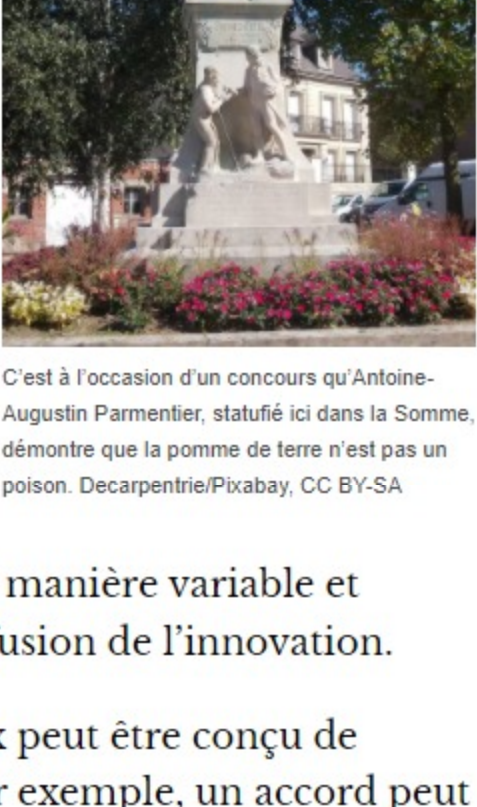 C’est à l’occasion d’un concours qu’Antoine-
Augustin Parmentier, statufié ici dans la Somme,
démontre que la pomme de terre n’est pas un
poison. Decarpentrie/Pixabay, CC BY-SA
manière variable et
fusion de l’innovation.
x peut être conçu de
r exemple, un accord peut